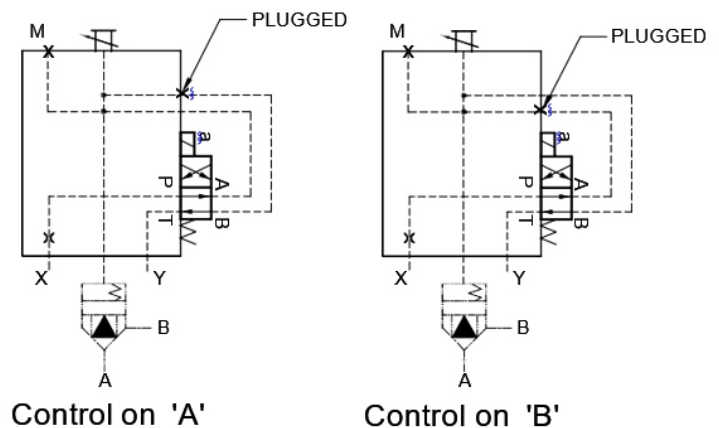 M
PLUGGED
a
P A
T B
X Y
B
A
Control on 'A'
M
PLUGGED
a
P A
T B
X Y
B
A
Control on 'B'